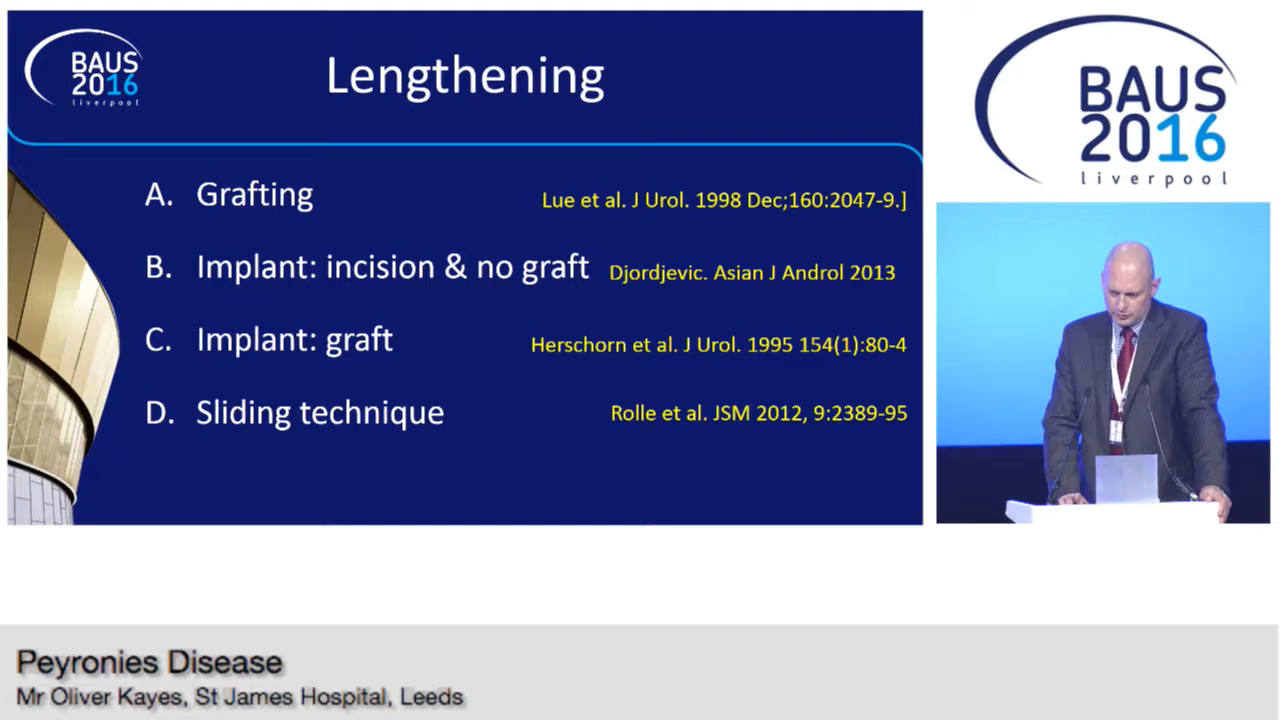 BAUS
2016
liverpool
Lengthening
A. Grafting Lue et al. J Urol. 1998 Dec;160:2047-9.]
B. Implant: incision & no graft Djordjevic. Asian J Androl 2013
C. Implant: graft Herschorn et al. J Urol. 1995 154(1):80-4
D. Sliding technique Rolle et al. JSM 2012, 9:2389-95
BAUS
2016
liverpool
Peyronies Disease
Mr Oliver Kayes, St James Hospital, Leeds